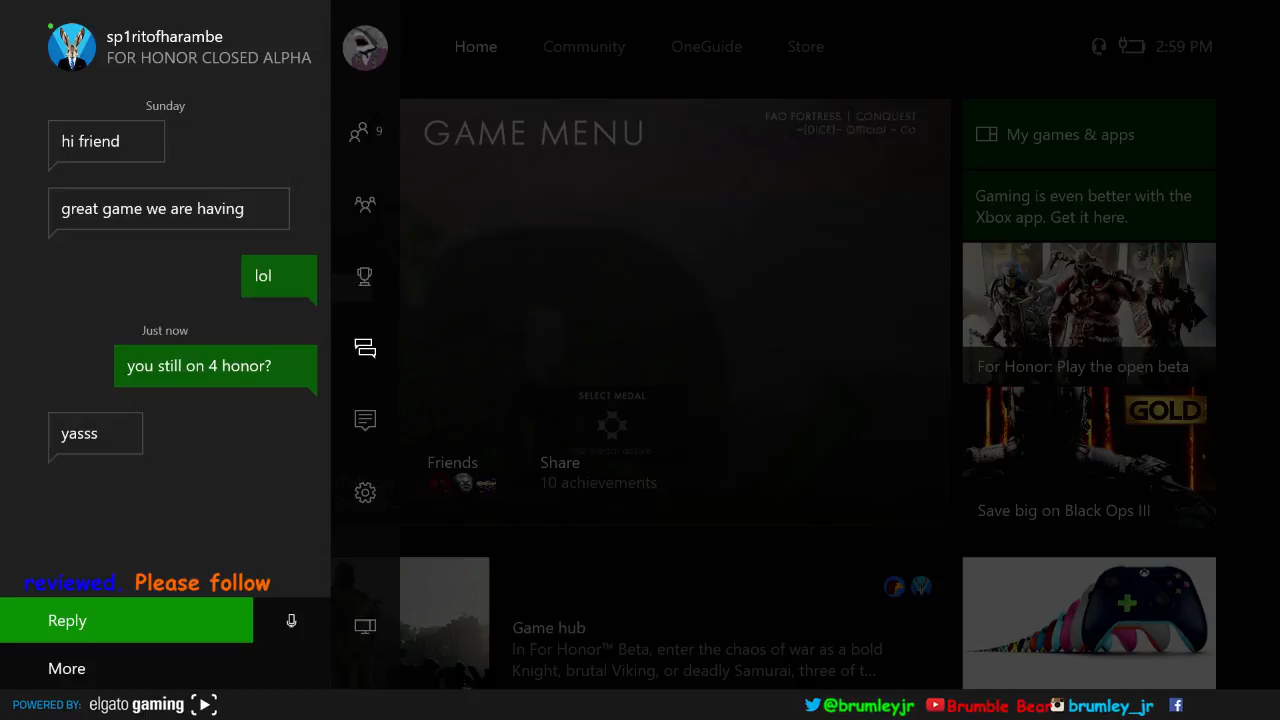 sp1ritofharambe
FOR HONOR CLOSED ALPHA
Sunday
hi friend
great game we are having
lol
Just now
you still on 4 honor?
yasss
reviewed. Please follow
Reply
More
9
Home
Community
OneGuide
Store
2:59 PM
GAME MENU
FAO FORTRESS | CONQUEST
-[DICE]- Official - Co
SELECT MEDAL
Friends
Share
10 achievements
My games & apps
Gaming is even better with the
Xbox app. Get it here.
For Honor: Play the open beta
GOLD
Save big on Black Ops III
Game hub
In For Honor™ Beta, enter the chaos of war as a bold
Knight, brutal Viking, or deadly Samurai, three of t...
POWERED BY: elgato gaming
@brumleyjr
Brumble Bear
brumley_jr